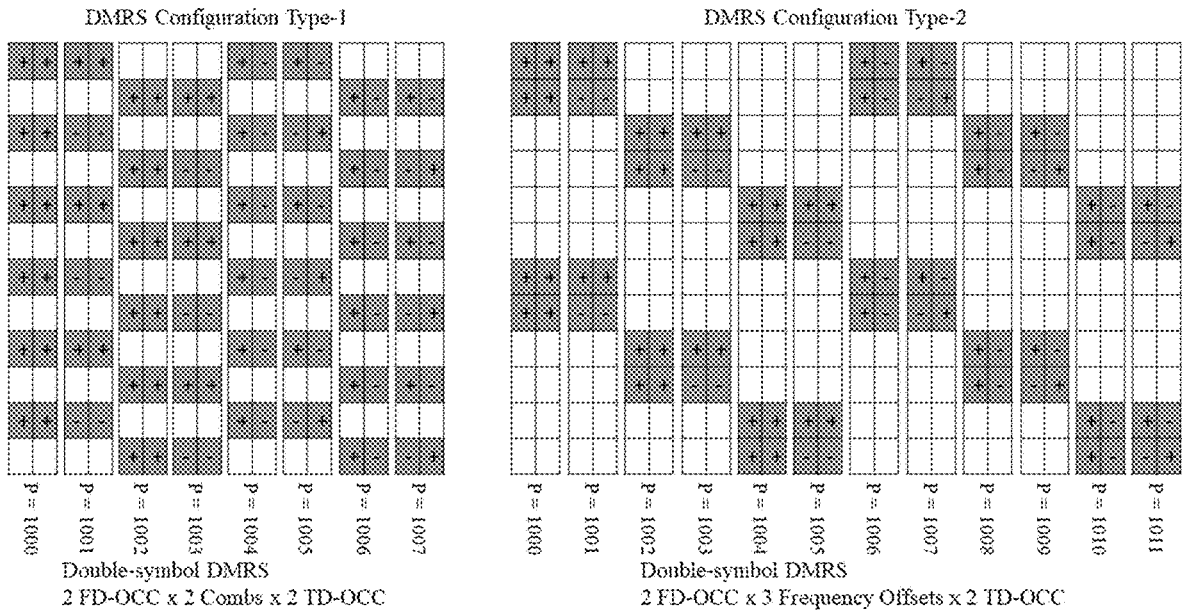 DMRS Configuration Type-1
DMRS Configuration Type-2
P = 1000
P = 1001
P = 1002
P = 1003
P = 1004
P = 1005
P = 1006
P = 1007
P = 1000
P = 1001
P = 1002
P = 1003
P = 1004
P = 1005
P = 1006
P = 1007
P = 1008
P = 1009
P = 1010
P = 1011
Double-symbol DMRS
2 FD-OCC x 2 Combs x 2 TD-OCC
Double-symbol DMRS
2 FD-OCC x 3 Frequency Offsets x 2 TD-OCC